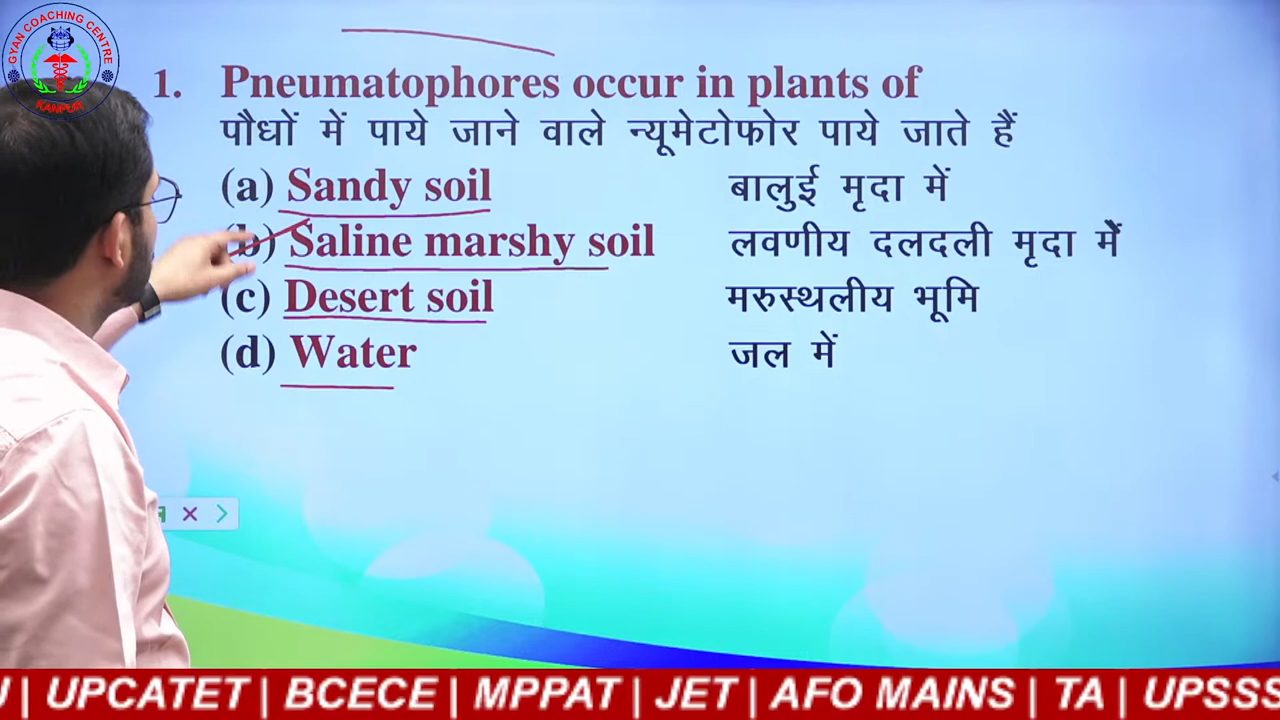 GYAN COACHING CENTRE
KANPUR
1. Pneumatophores occur in plants of
पौधों में पाये जाने वाले न्यूमेटोफोर पाये जाते हैं
(a) Sandy soil बालुई मृदा में
(b) Saline marshy soil लवणीय दलदली मृदा में
(c) Desert soil मरुस्थलीय भूमि
(d) Water जल में
| UPCATET | BCECE | MPPAT | JET | AFO MAINS | TA | UPSSS